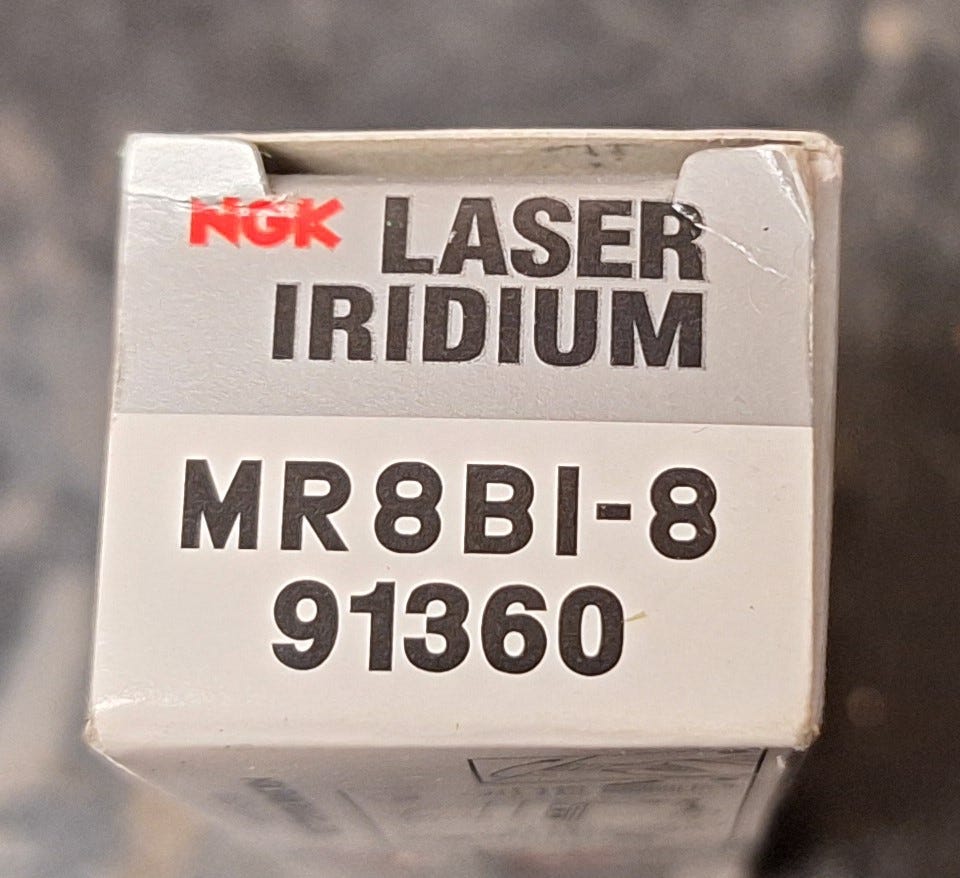 NGK LASER
IRIDIUM
MR8BI-8
91360